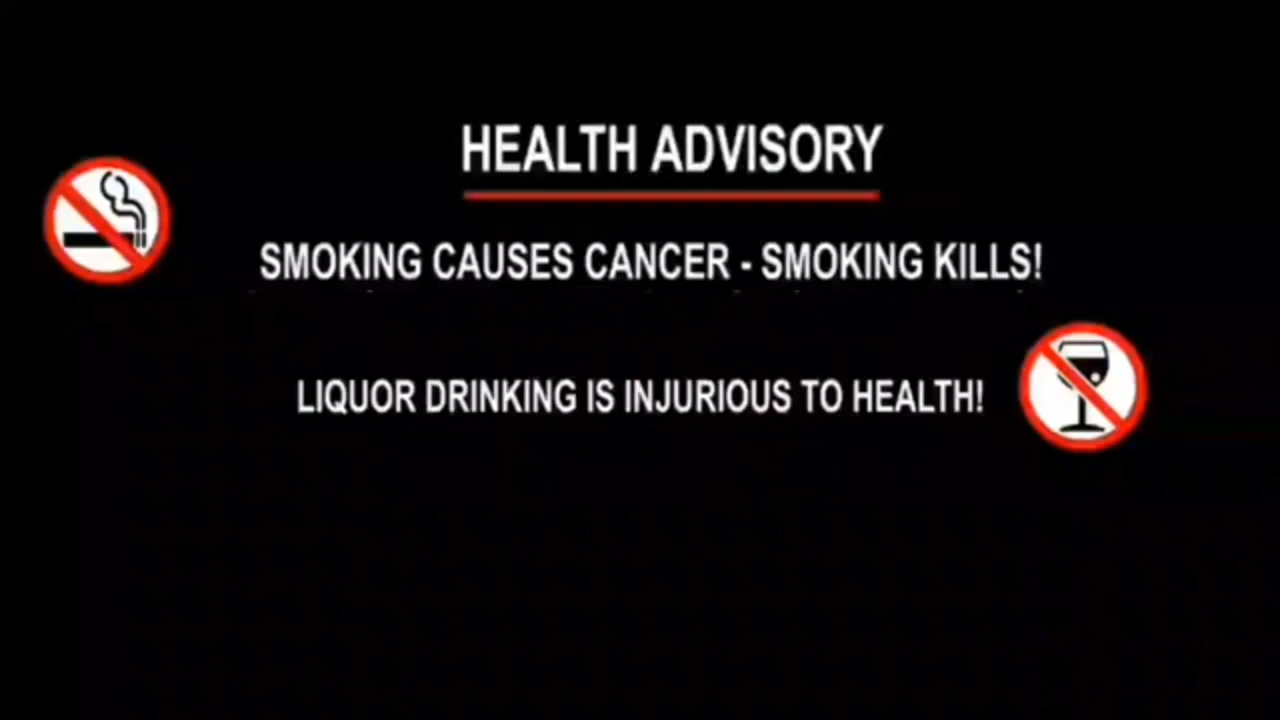 HEALTH ADVISORY
SMOKING CAUSES CANCER - SMOKING KILLS!
LIQUOR DRINKING IS INJURIOUS TO HEALTH!